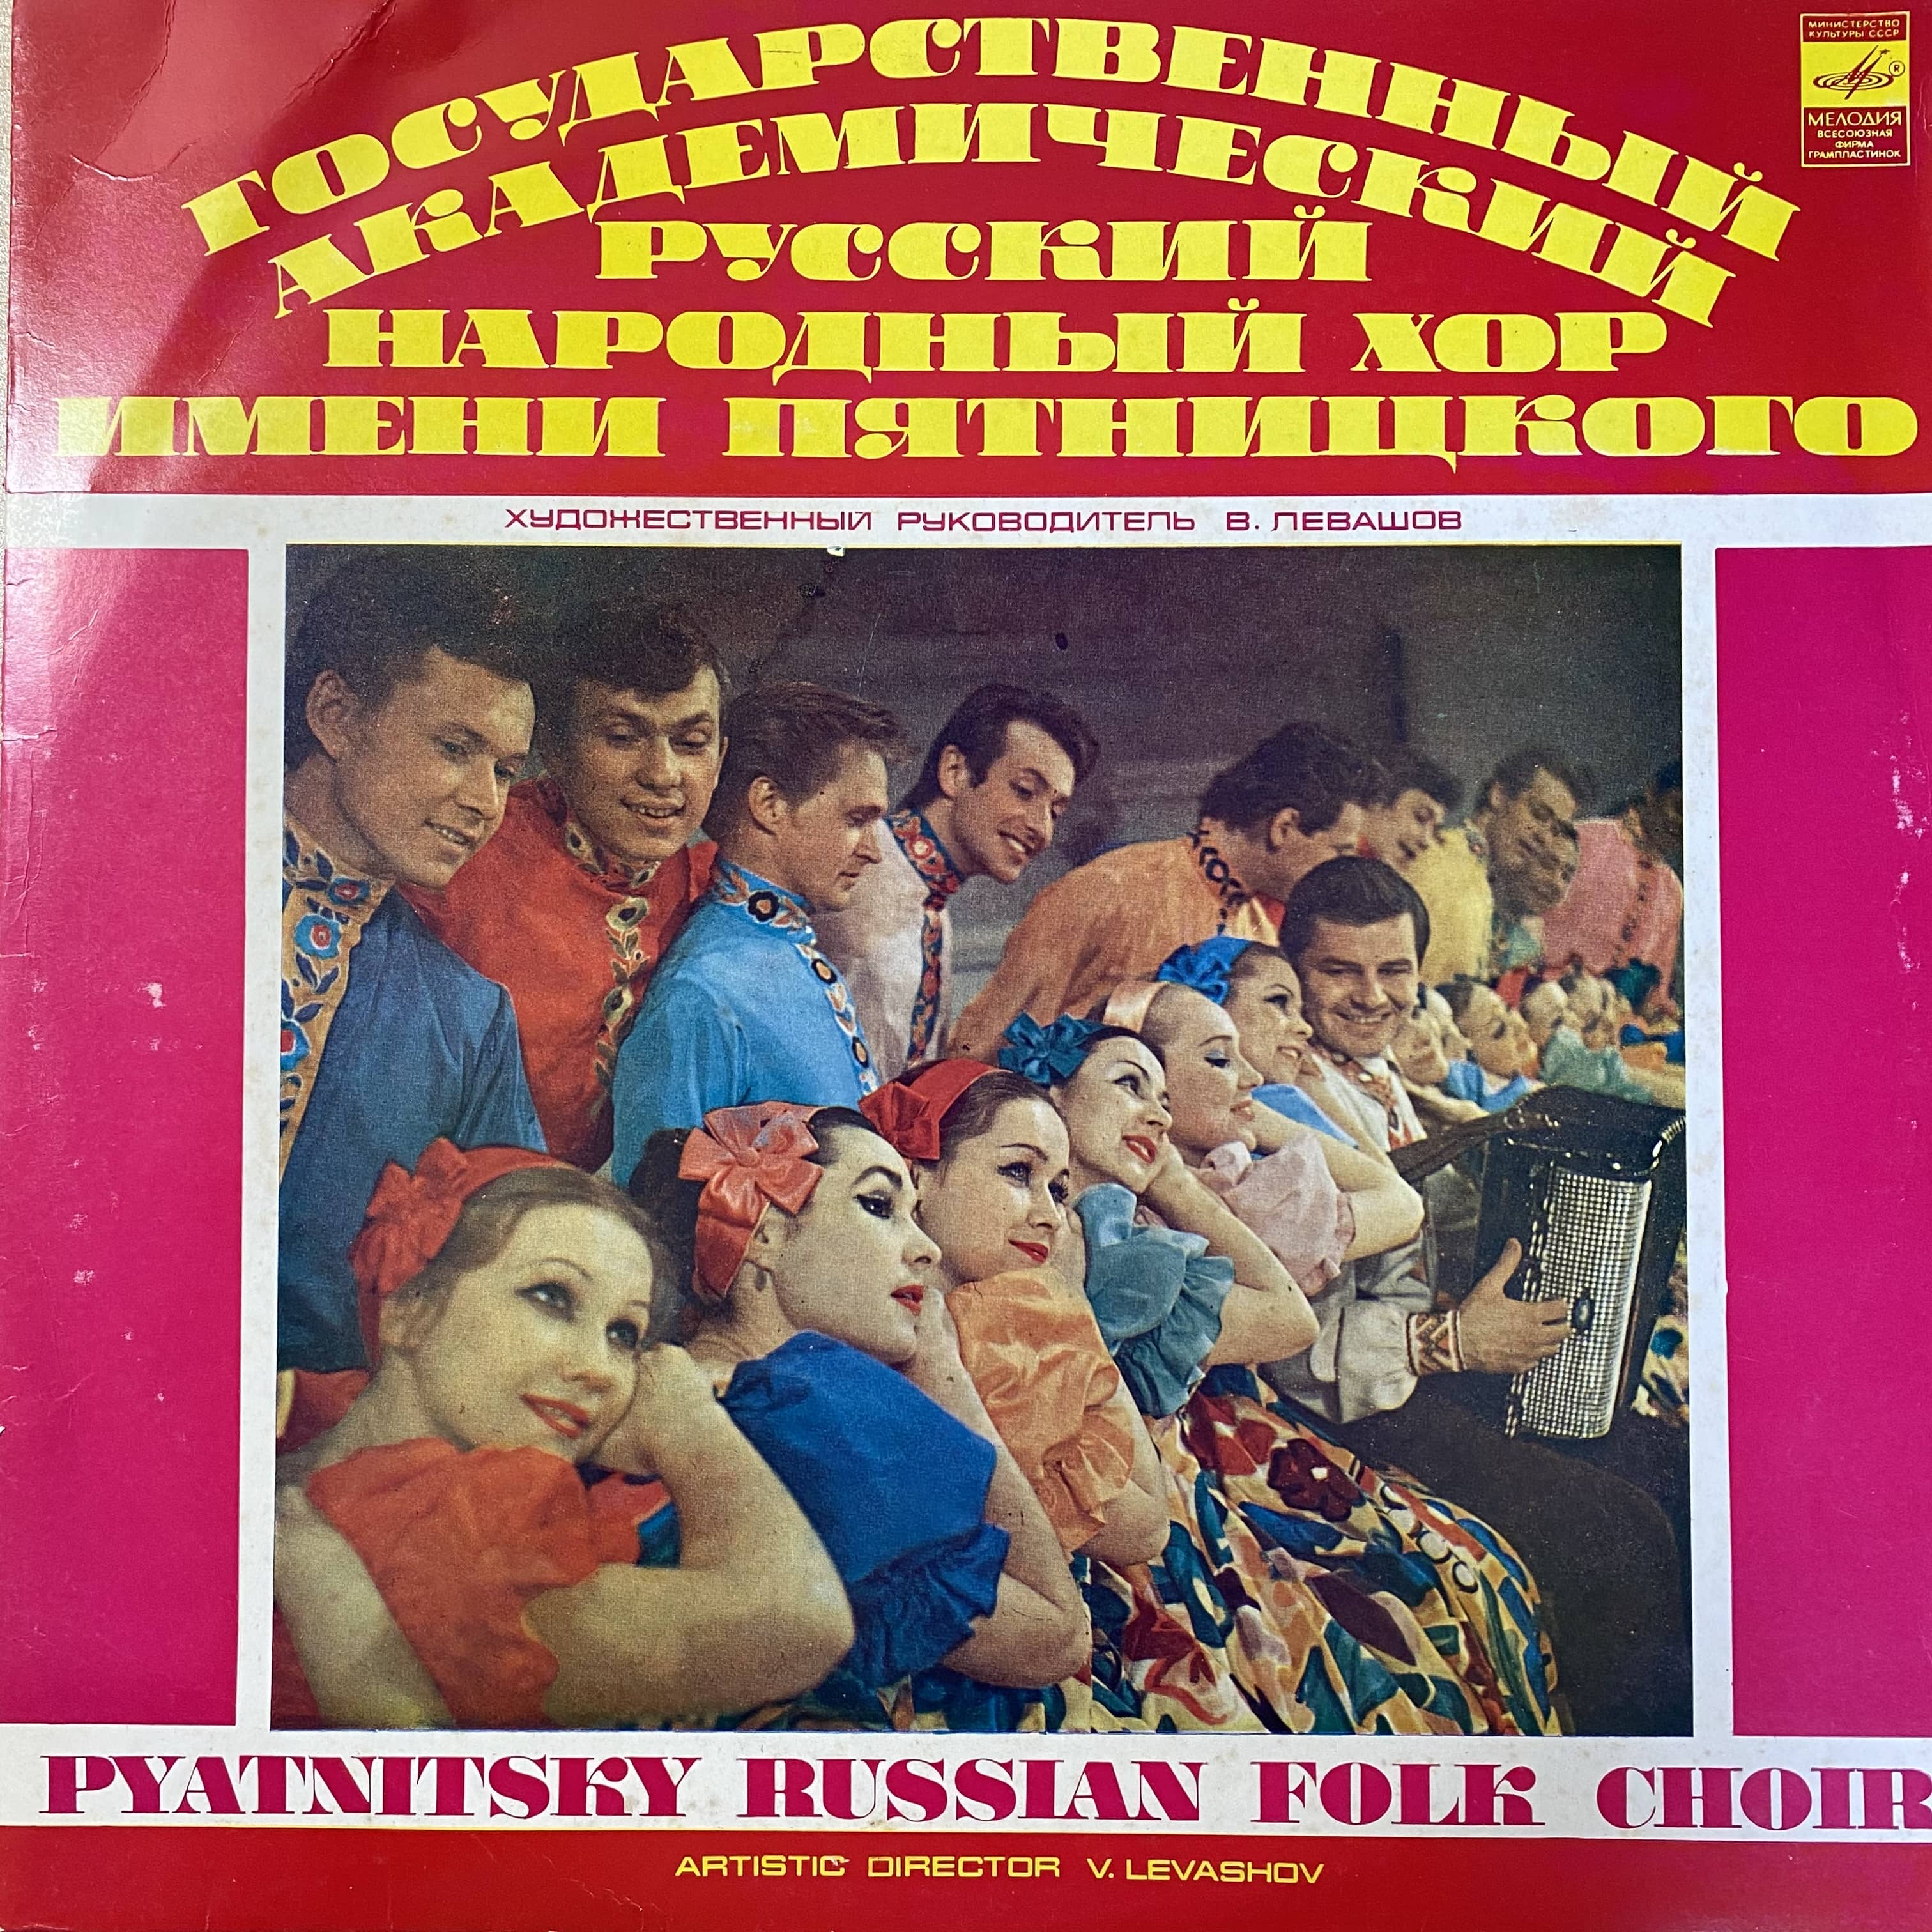 ГОСУДАРСТВЕННЫЙ
АКАДЕМИЧЕСКИЙ
РУССКИЙ
НАРОДНЫЙ ХОР
ИМЕНИ ПЯТНИЦКОГО
МИНИСТЕРСТВО
КУЛЬТУРЫ СССР
®
МЕЛОДИЯ
ВСЕСОЮЗНАЯ
ФИРМА
ГРАМПЛАСТИНОК
ХУДОЖЕСТВЕННЫЙ РУКОВОДИТЕЛЬ В. ЛЕВАШОВ
PYATNITSKY RUSSIAN FOLK CHOIR
ARTISTIC DIRECTOR V. LEVASHOV